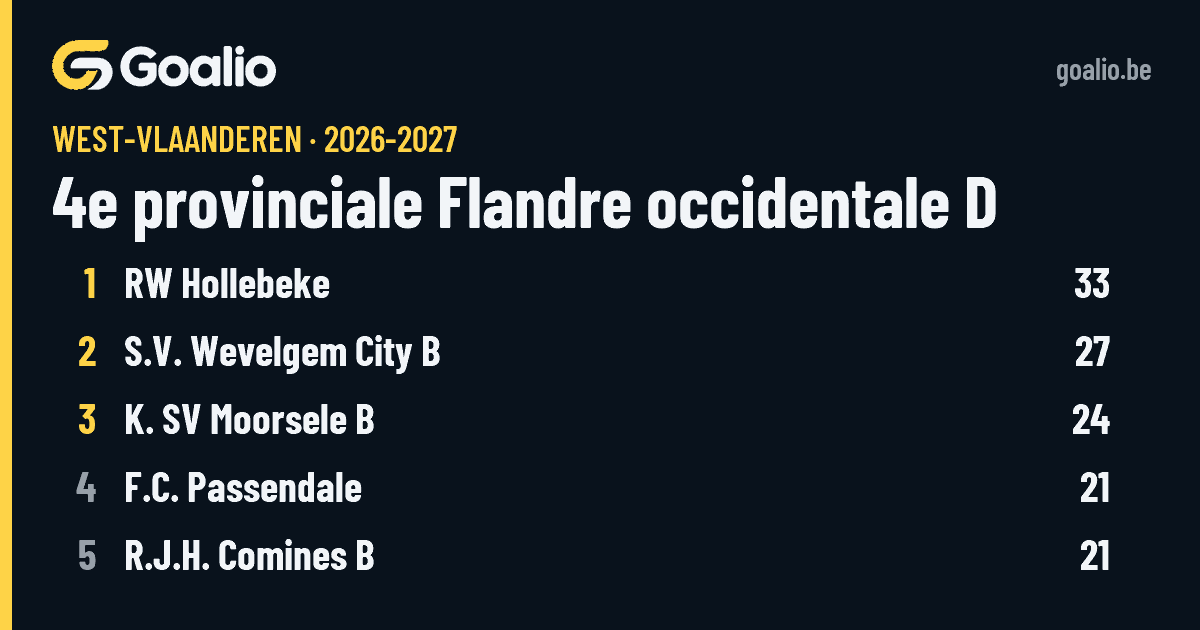 Goalio
goalio.be
WEST-VLAANDEREN · 2026-2027
4e provinciale Flandre occidentale D
1 RW Hollebeke 33
2 S.V. Wevelgem City B 27
3 K. SV Moorsele B 24
4 F.C. Passendale 21
5 R.J.H. Comines B 21